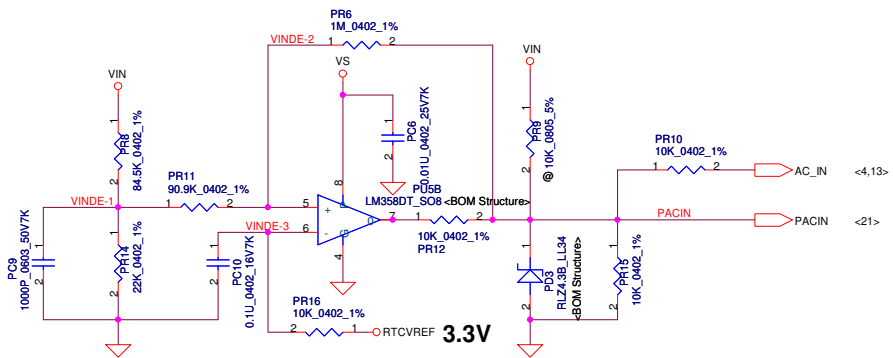 PR6
1M_0402_1%
VINDE-2
1
2
VS
VIN
VIN
1
2
PR8
84.5K_0402_1%
1
2
PC6
0.01U_0402_25V7K
1
2
PR9
@ 10K_0805_5%
PR10
10K_0402_1%
1
2
AC_IN
<4,13>
PR11
90.9K_0402_1%
VINDE-1
1
2
8
PU5B
LM358DT_SO8
<BOM Structure>
5
+
P
0
7
1
2
PACIN
PACIN
<21>
VINDE-3
6
-
G
4
10K_0402_1%
PR12
PC9
1000P_0603_50V7K
1
2
PR14
22K_0402_1%
1
2
PC10
0.1U_0402_16V7K
1
2
PD3
RLZ4.3B_LL34
<BOM Structure>
1
2
PR15
10K_0402_1%
1
2
PR16
10K_0402_1%
2
1
RTCVREF
3.3V